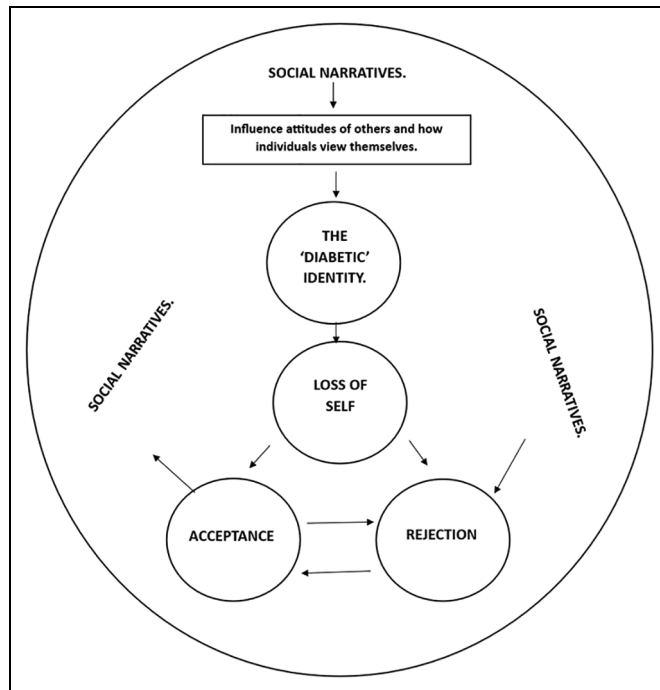 SOCIAL NARRATIVES.
Influence attitudes of others and how
individuals view themselves.
THE
‘DIABETIC’
IDENTITY.
SOCIAL NARRATIVES.
SOCIAL NARRATIVES.
LOSS OF
SELF
ACCEPTANCE
REJECTION